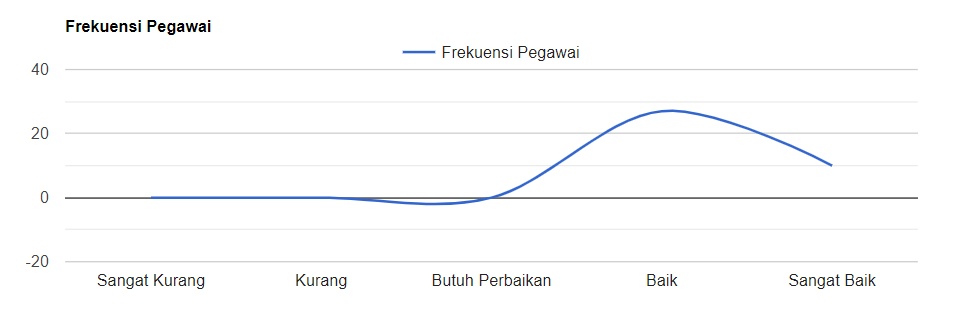 Frekuensi Pegawai
Frekuensi Pegawai
40
20
0
-20
Sangat Kurang Kurang Butuh Perbaikan Baik Sangat Baik